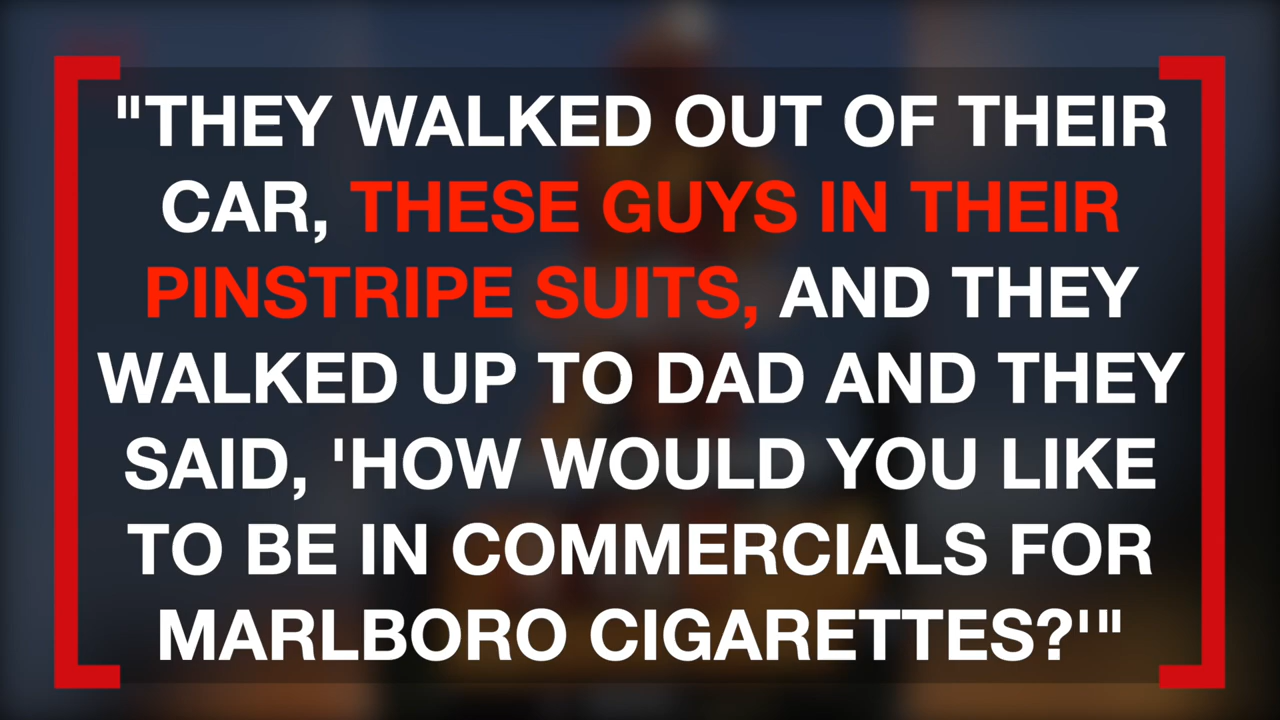 "THEY WALKED OUT OF THEIR
CAR, THESE GUYS IN THEIR
PINSTRIPE SUITS, AND THEY
WALKED UP TO DAD AND THEY
SAID, 'HOW WOULD YOU LIKE
TO BE IN COMMERCIALS FOR
MARLBORO CIGARETTES?'"